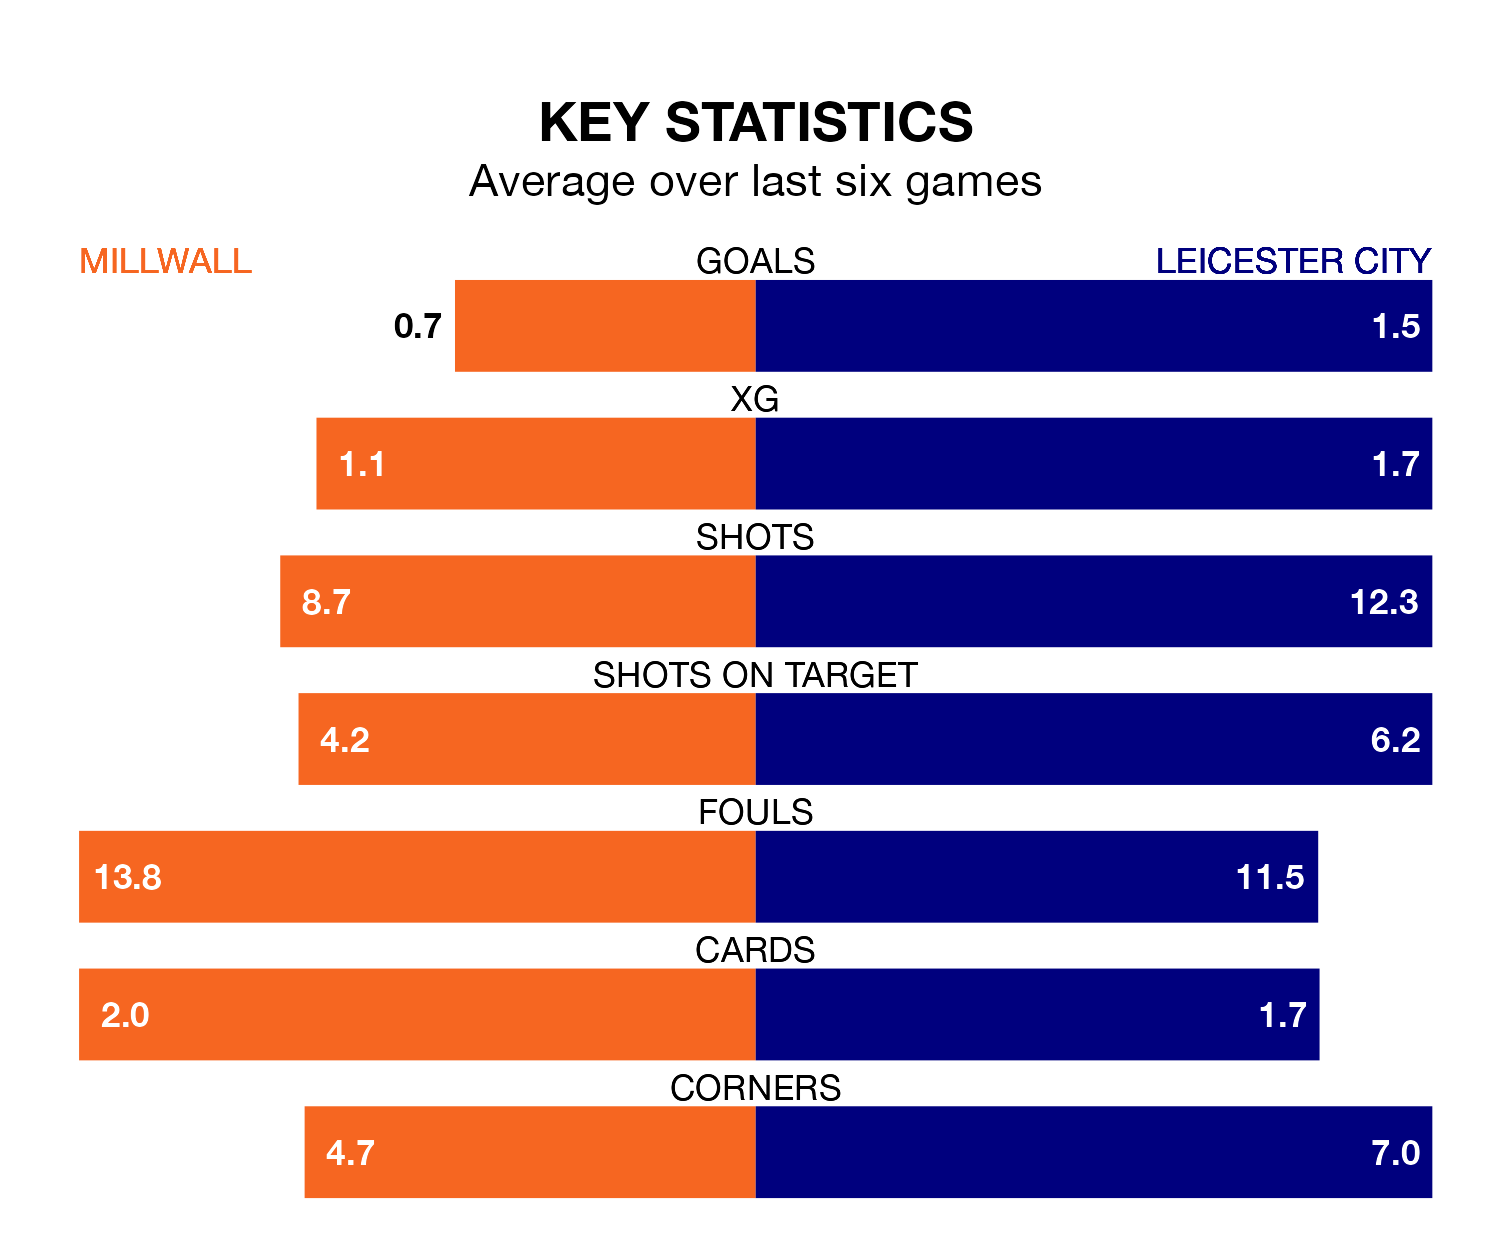 KEY STATISTICS
Average over last six games
MILLWALL GOALS LEICESTER CITY
0.7 1.5
XG
1.1 1.7
SHOTS
8.7 12.3
SHOTS ON TARGET
4.2 6.2
FOULS
13.8 11.5
CARDS
2.0 1.7
CORNERS
4.7 7.0